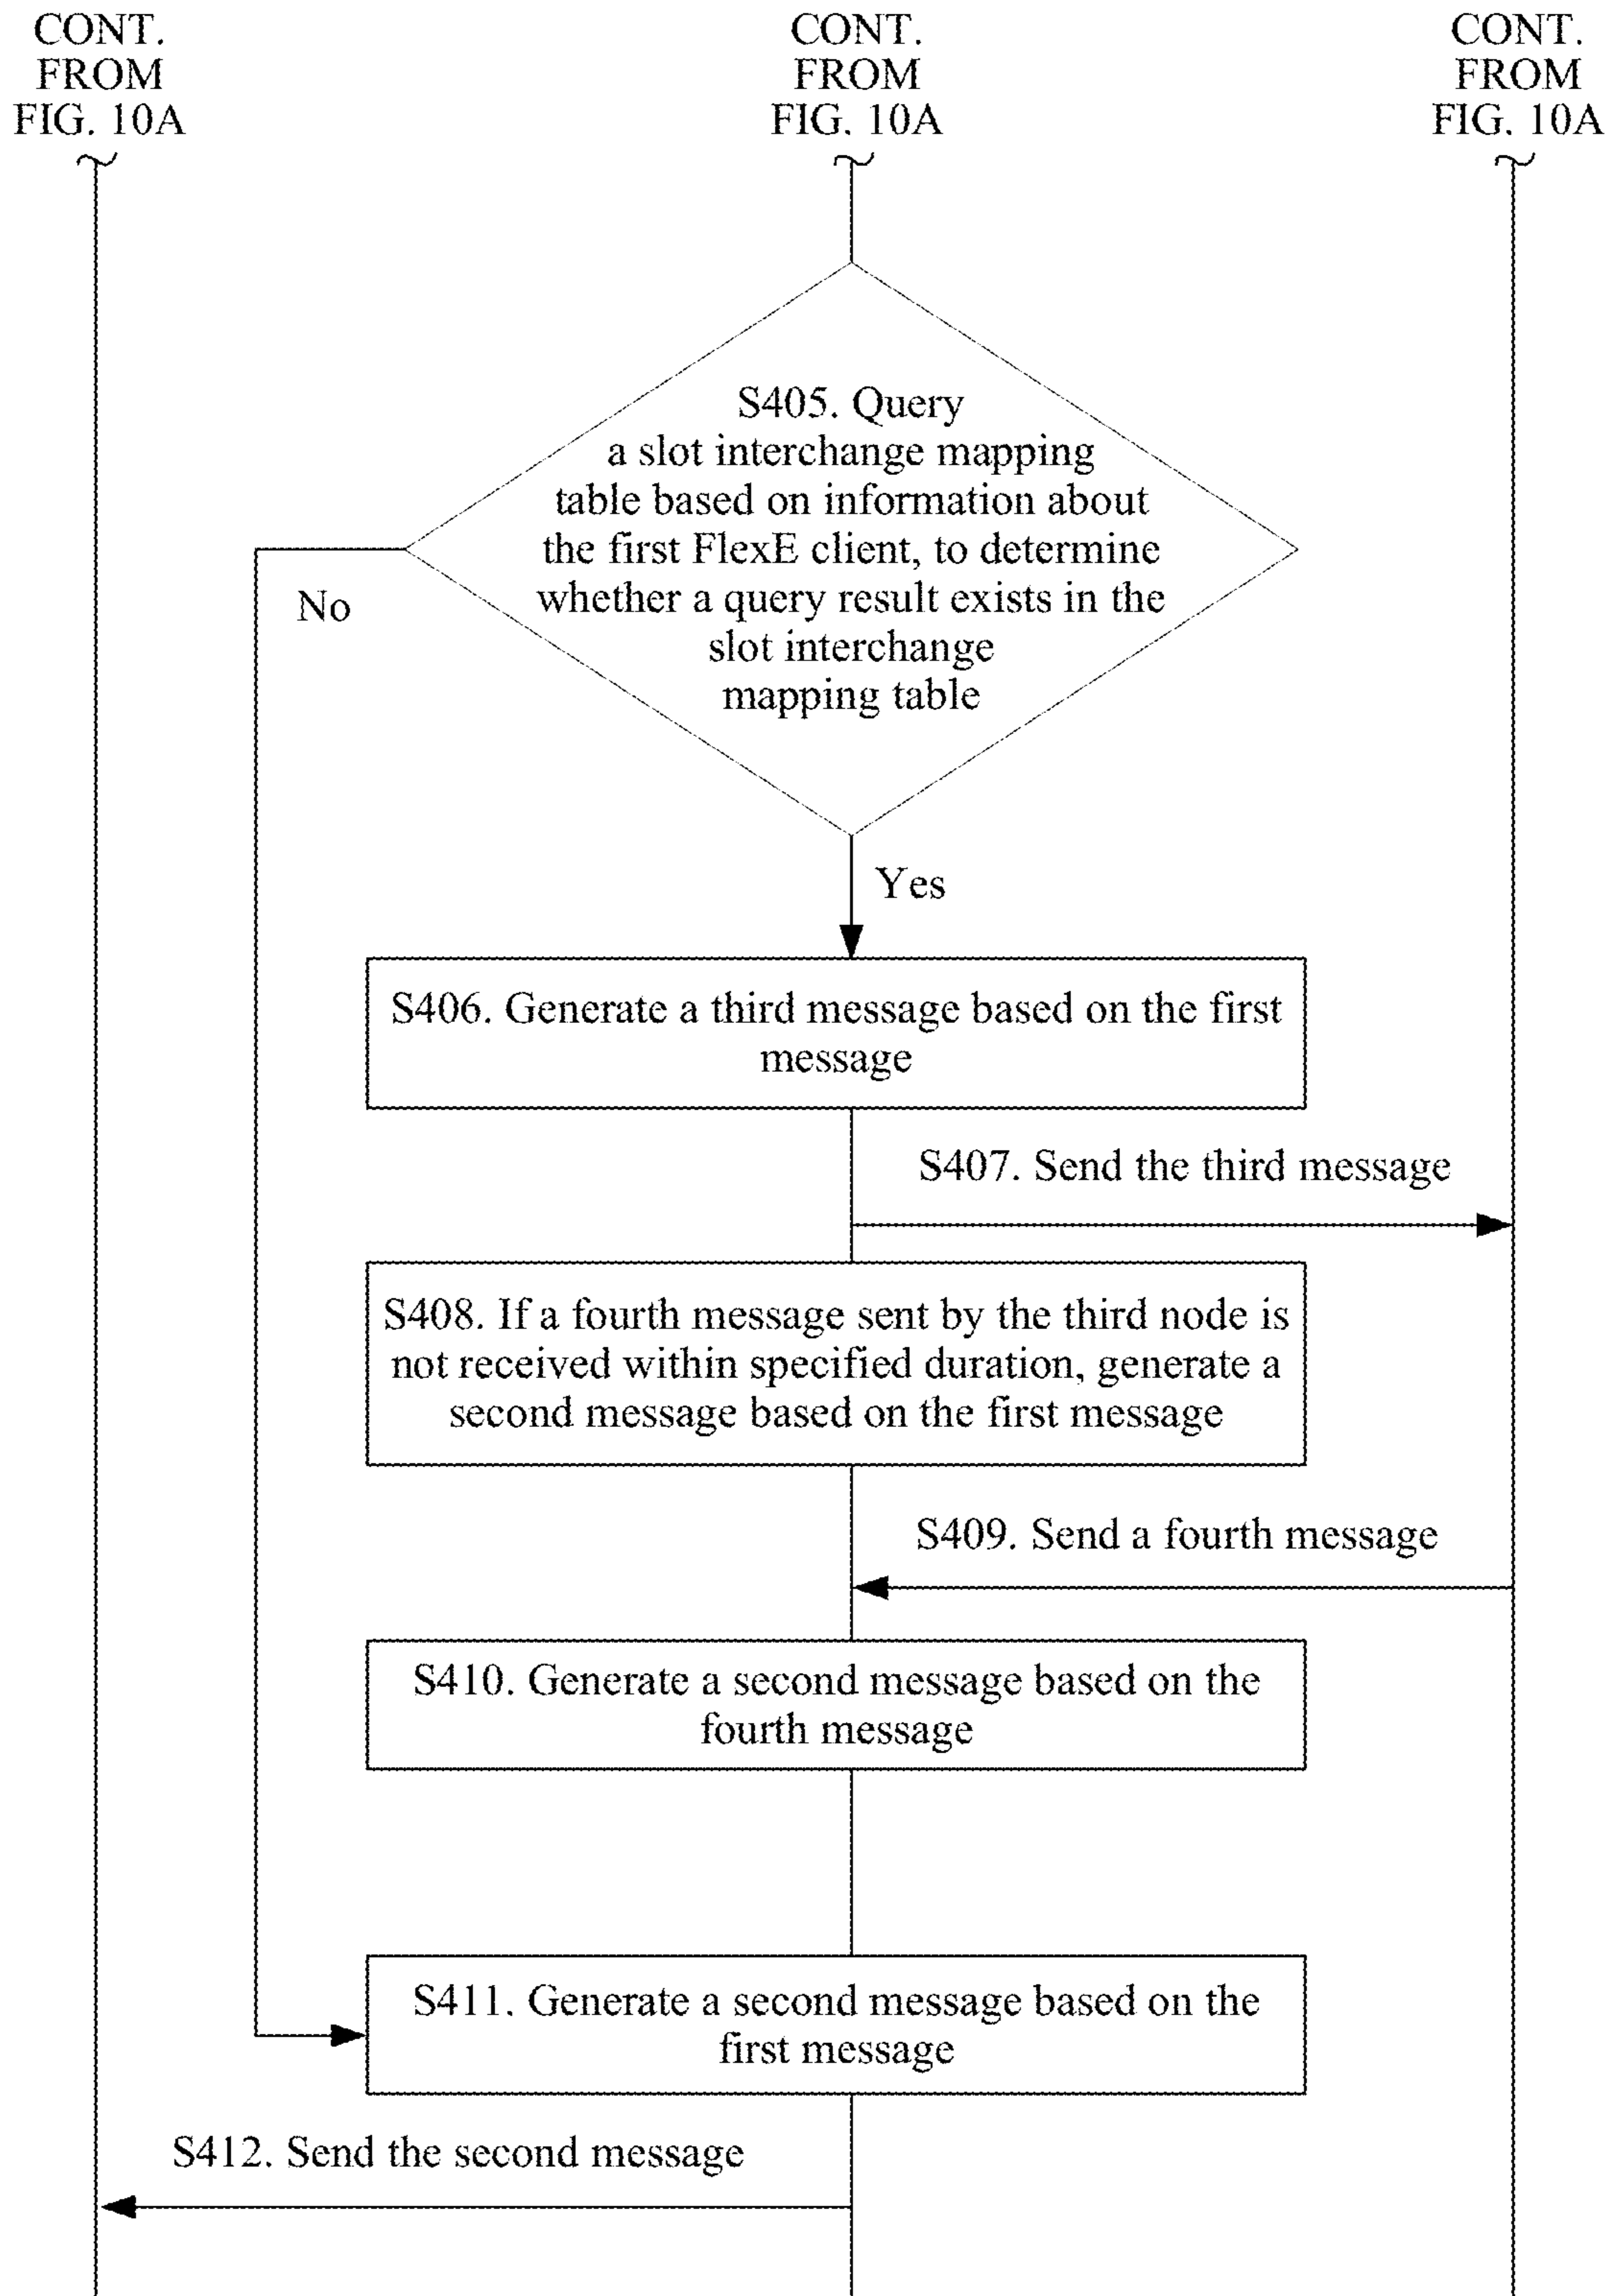 CONT.
FROM
FIG. 10A
CONT.
FROM
FIG. 10A
CONT.
FROM
FIG. 10A
S405. Query
a slot interchange mapping
table based on information about
the first FlexE client, to determine
whether a query result exists in the
slot interchange
mapping table
No
Yes
S406. Generate a third message based on the first
message
S407. Send the third message
S408. If a fourth message sent by the third node is
not received within specified duration, generate a
second message based on the first message
S409. Send a fourth message
S410. Generate a second message based on the
fourth message
S411. Generate a second message based on the
first message
S412. Send the second message